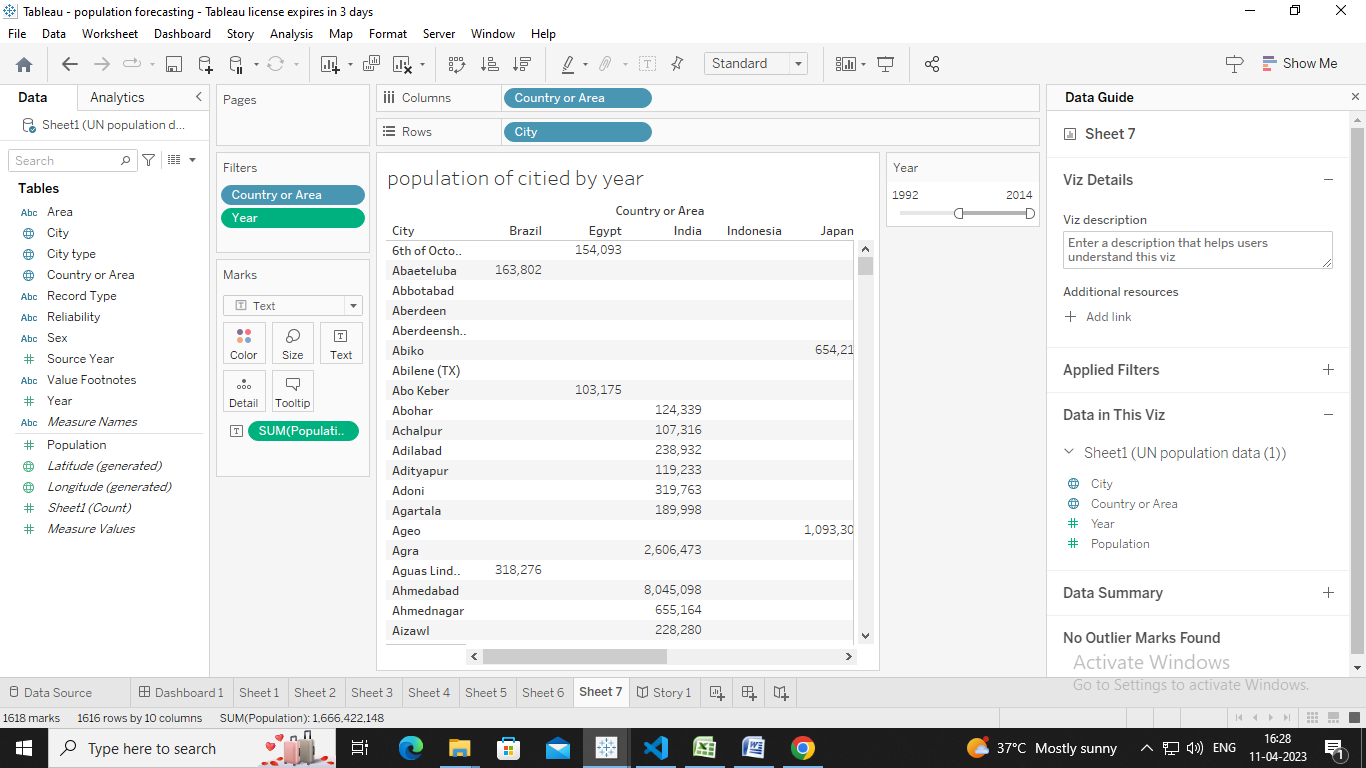 Tableau - population forecasting - Tableau license expires in 3 days
File Data Worksheet Dashboard Story Analysis Map Format Server Window Help
Standard
Show Me
Data Analytics
Sheet1 (UN population d...
Search
Tables
Abc Area
City
City type
Country or Area
Abc Record Type
Abc Reliability
Abc Sex
Source Year
Abc Value Footnotes
Year
Abc Measure Names
Population
Latitude (generated)
Longitude (generated)
Sheet1 (Count)
Measure Values
Pages
Filters
Country or Area
Year
Marks
Text
Color Size Text
Detail Tooltip
SUM(Populati..
Columns Country or Area
Rows City
population of citied by year
Country or Area
City Brazil Egypt India Indonesia Japan
6th of Octo.. 154,093
Abaeteluba 163,802
Abbotabad
Aberdeen
Aberdeensh..
Abiko 654,21
Abilene (TX)
Abo Keber 103,175
Abohar 124,339
Achalpur 107,316
Adilabad 238,932
Adityapur 119,233
Adoni 319,763
Agartala 189,998
Ageo 1,093,30
Agra 2,606,473
Aguas Lind.. 318,276
Ahmedabad 8,045,098
Ahmednagar 655,164
Aizawl 228,280
Year
1992 2014
Data Guide
Sheet 7
Viz Details
Viz description
Enter a description that helps users
understand this viz
Additional resources
Add link
Applied Filters
Data in This Viz
Sheet1 (UN population data (1))
City
Country or Area
Year
Population
Data Summary
No Outlier Marks Found
Activate Windows
Go to Settings to activate Windows.
Data Source Dashboard 1 Sheet 1 Sheet 2 Sheet 3 Sheet 4 Sheet 5 Sheet 6 Sheet 7 Story 1
1618 marks 1616 rows by 10 columns SUM(Population): 1,666,422,148
Type here to search
37°C Mostly sunny
ENG
16:28
11-04-2023
1